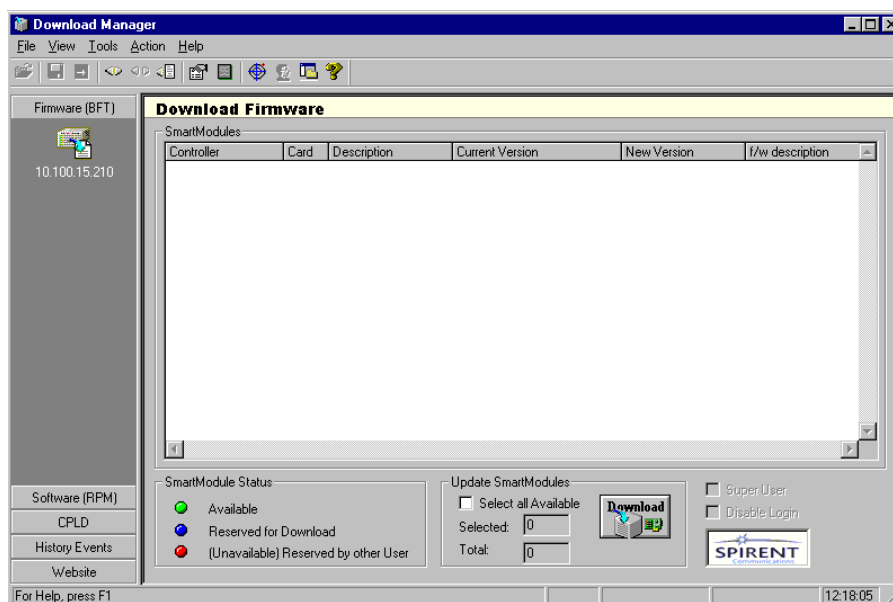 Download Manager
File View Tools Action Help
Firmware (BFT)
10.100.15.210
Download Firmware
SmartModules
Controller Card Description Current Version New Version f/w description
Software (RPM)
CPLD
History Events
Website
SmartModule Status
Available
Reserved for Download
(Unavailable) Reserved by other User
Update SmartModules
Select all Available
Selected: 0
Total: 0
Download
Super User
Disable Login
SPIRENT
Communications
For Help, press F1
12:18:05